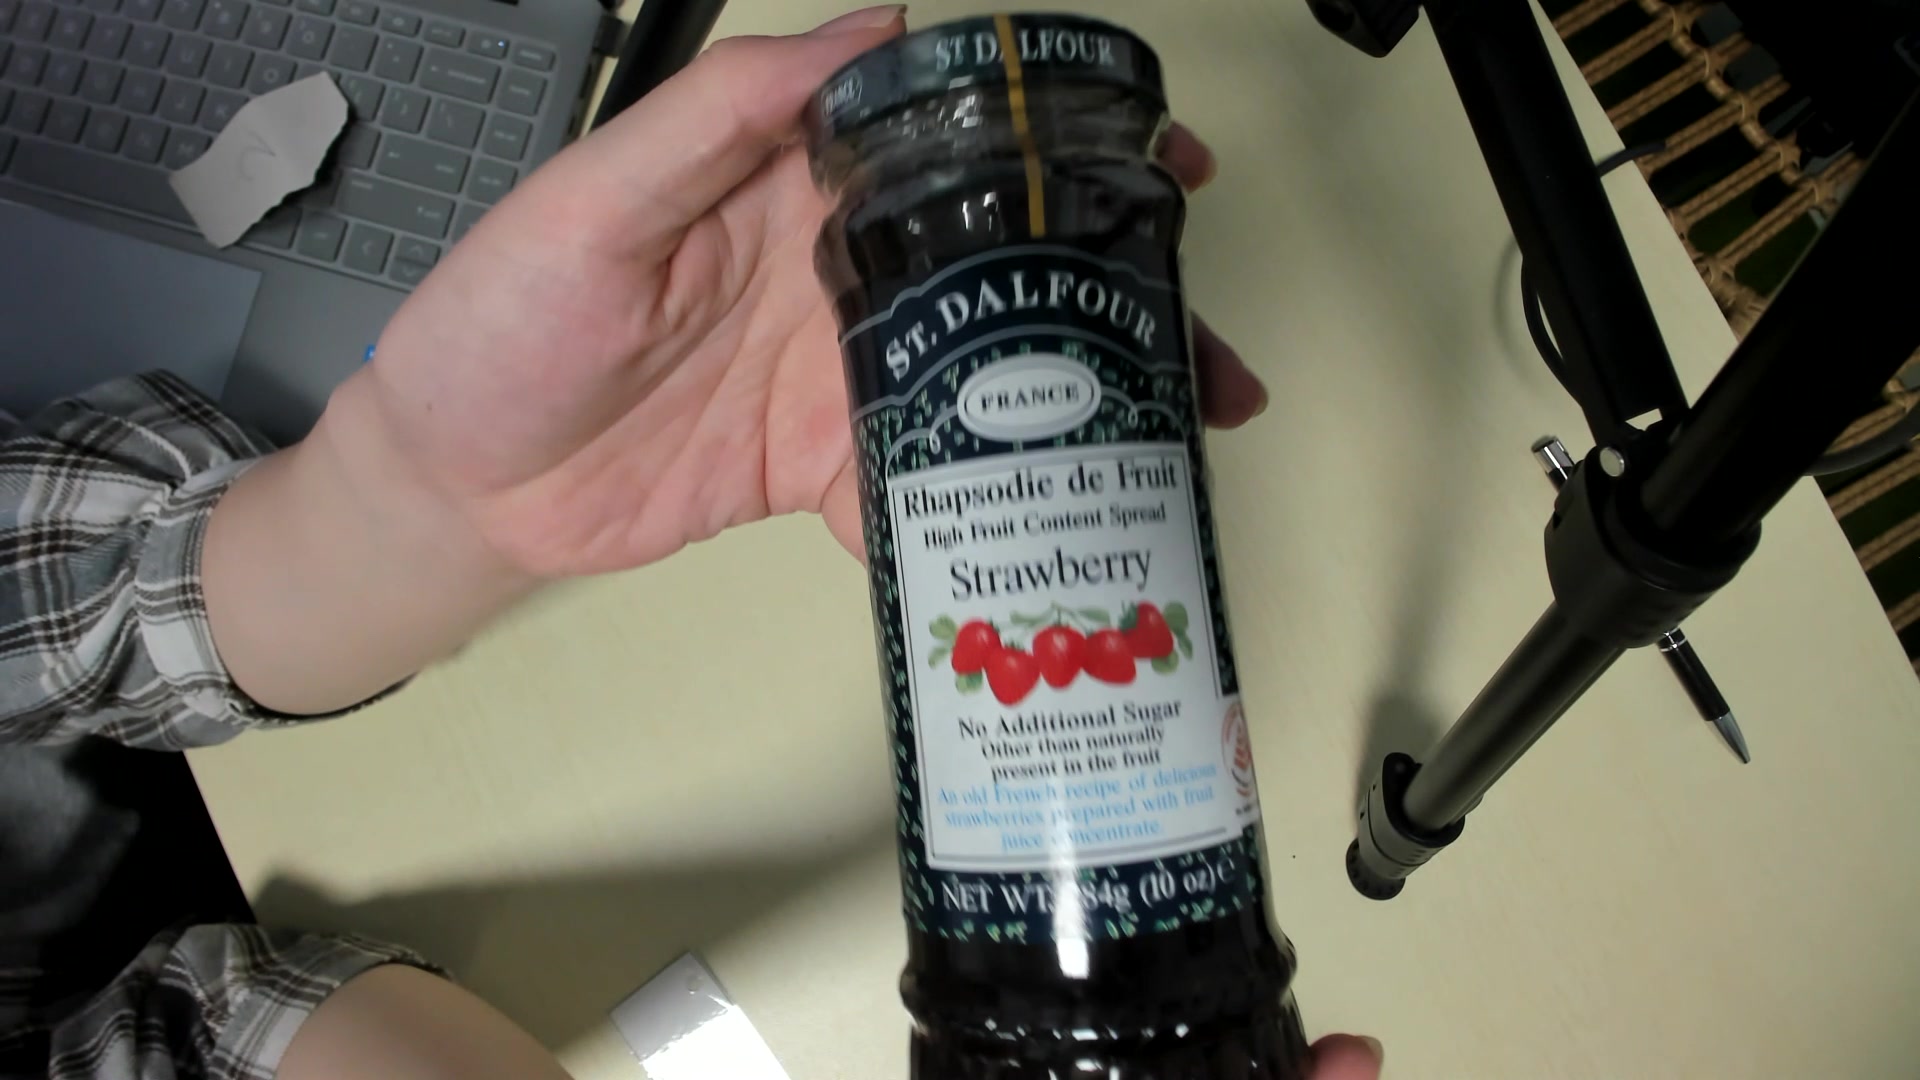 ST DALFOUR
ST. DALFOUR
FRANCE
Rhapsodie de Fruit
High Fruit Content Spread
Strawberry
No Additional Sugar
Other than naturally
present in the fruit
An old French recipe of delicious
strawberries prepared with fruit
juice concentrate.
NET WT. 84g (10 oz) e